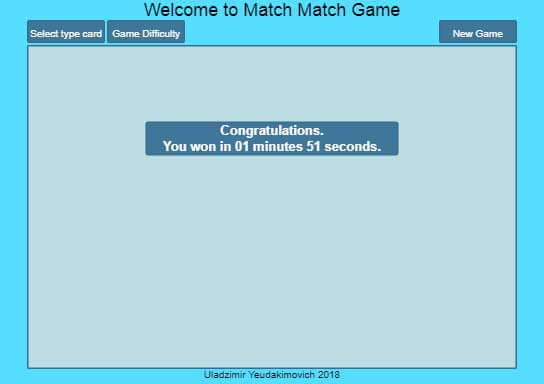 Welcome to Match Match Game
Select type card
Game Difficulty
New Game
Congratulations.
You won in 01 minutes 51 seconds.
Uladzimir Yeudakimovich 2018